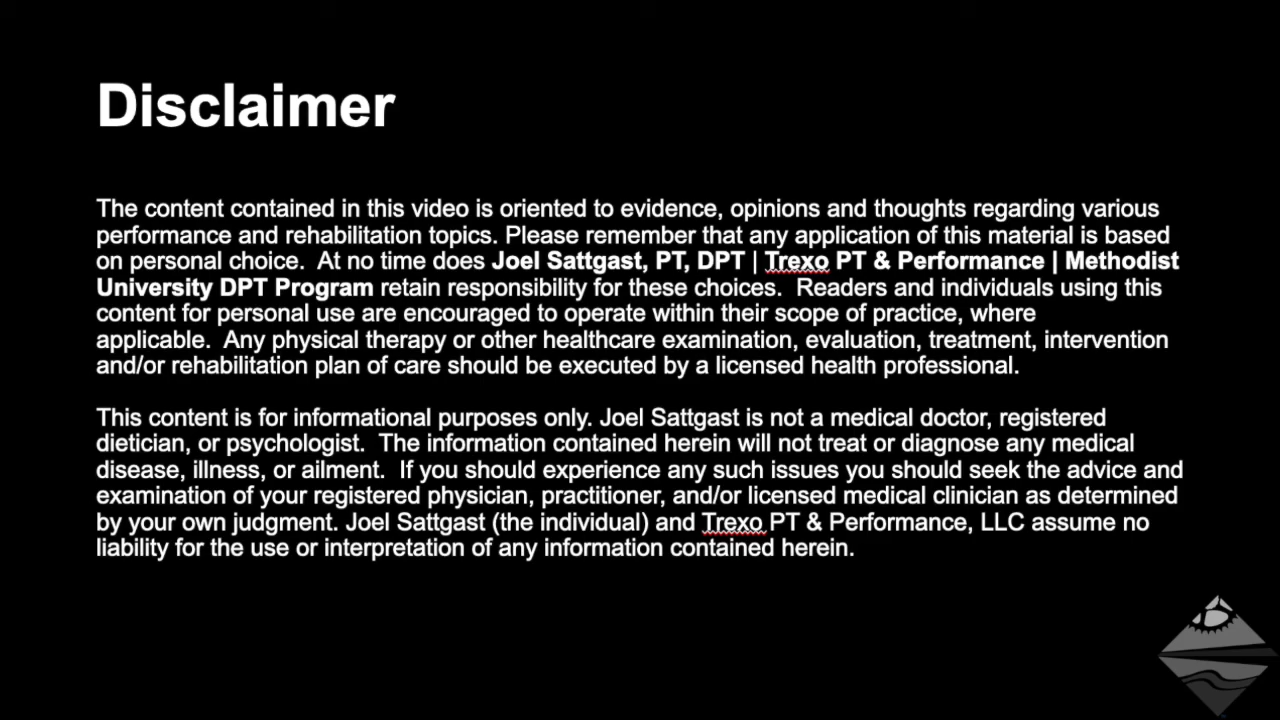 Disclaimer
The content contained in this video is oriented to evidence, opinions and thoughts regarding various
performance and rehabilitation topics. Please remember that any application of this material is based
on personal choice.  At no time does Joel Sattgast, PT, DPT | Trexo PT & Performance | Methodist
University DPT Program retain responsibility for these choices.  Readers and individuals using this
content for personal use are encouraged to operate within their scope of practice, where
applicable.  Any physical therapy or other healthcare examination, evaluation, treatment, intervention
and/or rehabilitation plan of care should be executed by a licensed health professional.
This content is for informational purposes only. Joel Sattgast is not a medical doctor, registered
dietician, or psychologist.  The information contained herein will not treat or diagnose any medical
disease, illness, or ailment.  If you should experience any such issues you should seek the advice and
examination of your registered physician, practitioner, and/or licensed medical clinician as determined
by your own judgment. Joel Sattgast (the individual) and Trexo PT & Performance, LLC assume no
liability for the use or interpretation of any information contained herein.